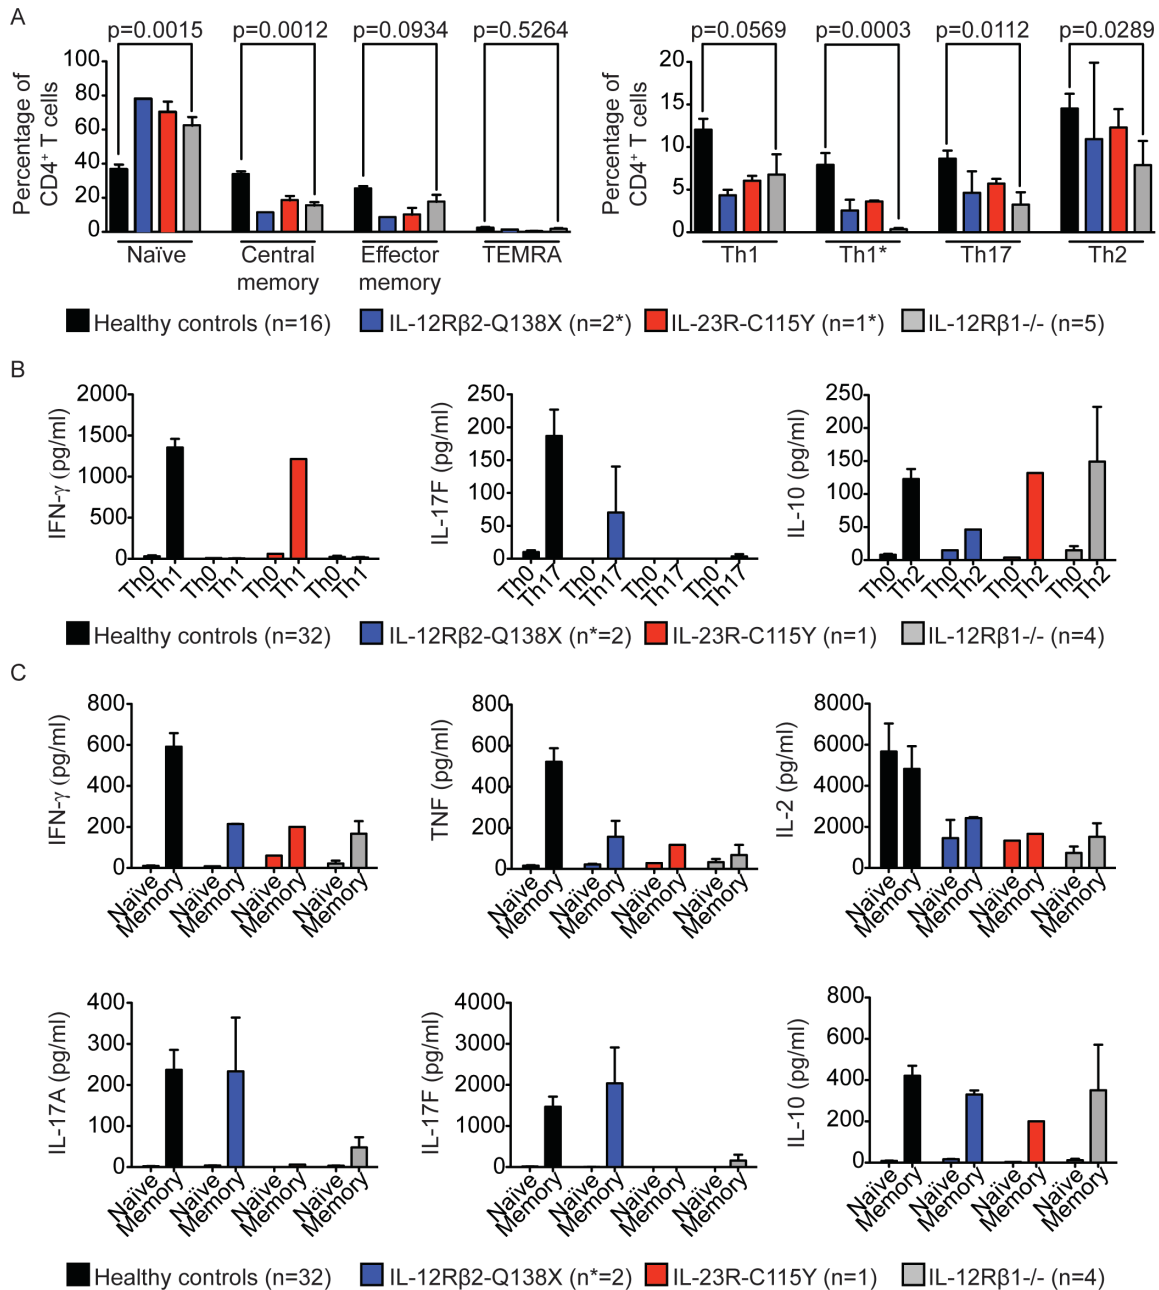 A
p=0.0015 p=0.0012 p=0.0934 p=0.5264
p=0.0569 p=0.0003 p=0.0112 p=0.0289
Percentage of
CD4+ T cells
100
80
60
40
20
0
Naïve Central memory Effector memory TEMRA
Percentage of
CD4+ T cells
20
15
10
5
0
Th1 Th1* Th17 Th2
Healthy controls (n=16) IL-12Rβ2-Q138X (n=2*) IL-23R-C115Y (n=1*) IL-12Rβ1-/- (n=5)
B
IFN-γ (pg/ml)
2000
1500
1000
500
0
Th0 Th1 Th0 Th1 Th0 Th1 Th0 Th1
IL-17F (pg/ml)
250
200
150
100
50
0
Th0 Th17 Th0 Th17 Th0 Th17 Th0 Th17
IL-10 (pg/ml)
250
200
150
100
50
0
Th0 Th2 Th0 Th2 Th0 Th2 Th0 Th2
Healthy controls (n=32) IL-12Rβ2-Q138X (n*=2) IL-23R-C115Y (n=1) IL-12Rβ1-/- (n=4)
C
IFN-γ (pg/ml)
800
600
400
200
0
Naïve Memory Naïve Memory Naïve Memory Naïve Memory
TNF (pg/ml)
800
600
400
200
0
Naïve Memory Naïve Memory Naïve Memory Naïve Memory
IL-2 (pg/ml)
8000
6000
4000
2000
0
Naïve Memory Naïve Memory Naïve Memory Naïve Memory
IL-17A (pg/ml)
400
300
200
100
0
Naïve Memory Naïve Memory Naïve Memory Naïve Memory
IL-17F (pg/ml)
4000
3000
2000
1000
0
Naïve Memory Naïve Memory Naïve Memory Naïve Memory
IL-10 (pg/ml)
800
600
400
200
0
Naïve Memory Naïve Memory Naïve Memory Naïve Memory
Healthy controls (n=32) IL-12Rβ2-Q138X (n*=2) IL-23R-C115Y (n=1) IL-12Rβ1-/- (n=4)